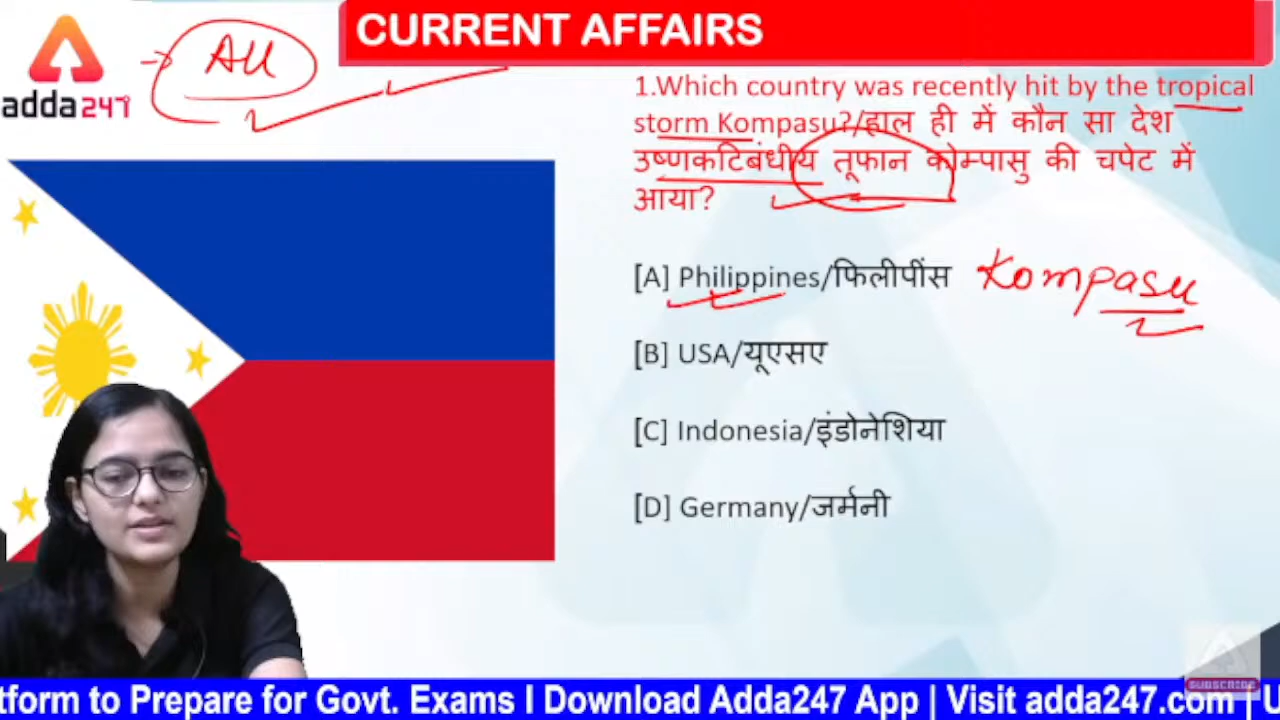 CURRENT AFFAIRS
All
adda247
1.Which country was recently hit by the tropical
storm Kompasu?/हाल ही में कौन सा देश
उष्णकटिबंधीय तूफान कोम्पासु की चपेट में
आया?
[A] Philippines/फिलीपींस
Kompasu
[B] USA/यूएसए
[C] Indonesia/इंडोनेशिया
[D] Germany/जर्मनी
SUBSCRIBE
tform to Prepare for Govt. Exams I Download Adda247 App | Visit adda247.com | U